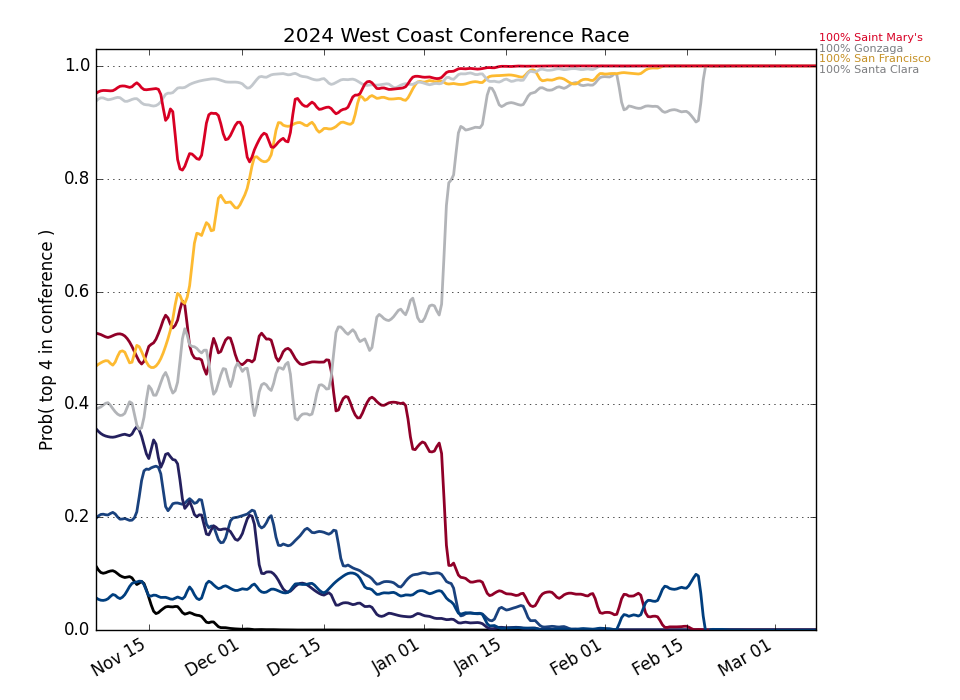 2024 West Coast Conference Race
100% Saint Mary's
100% Gonzaga
100% San Francisco
100% Santa Clara
Prob( top 4 in conference )
1.0
0.8
0.6
0.4
0.2
0.0
Nov 15
Dec 01
Dec 15
Jan 01
Jan 15
Feb 01
Feb 15
Mar 01